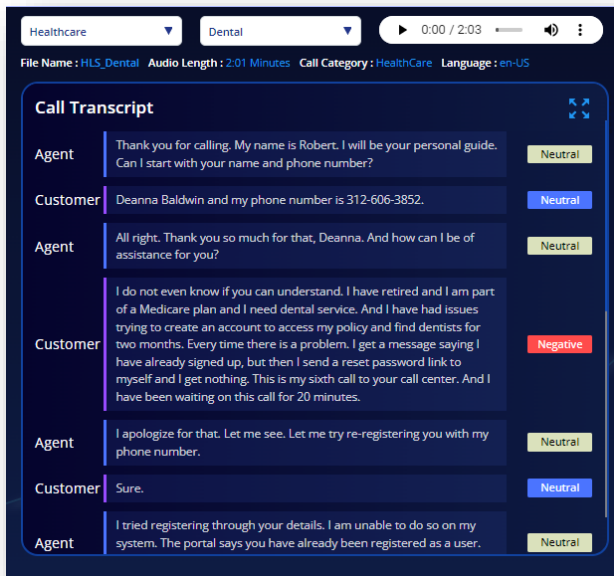 Healthcare
Dental
0:00 / 2:03
File Name : HLS_Dental Audio Length : 2:01 Minutes Call Category : HealthCare Language : en-US
Call Transcript
Agent
Thank you for calling. My name is Robert. I will be your personal guide.
Can I start with your name and phone number?
Neutral
Customer
Deanna Baldwin and my phone number is 312-606-3852.
Neutral
Agent
All right. Thank you so much for that, Deanna. And how can I be of
assistance for you?
Neutral
Customer
I do not even know if you can understand. I have retired and I am part
of a Medicare plan and I need dental service. And I have had issues
trying to create an account to access my policy and find dentists for
two months. Every time there is a problem. I get a message saying I
have already signed up, but then I send a reset password link to
myself and I get nothing. This is my sixth call to your call center. And I
have been waiting on this call for 20 minutes.
Negative
Agent
I apologize for that. Let me see. Let me try re-registering you with my
phone number.
Neutral
Customer
Sure.
Neutral
Agent
I tried registering through your details. I am unable to do so on my
system. The portal says you have already been registered as a user.
Neutral